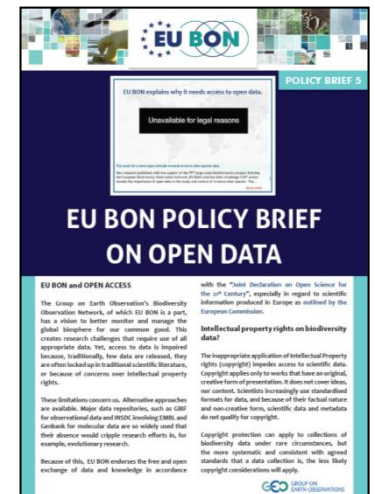 EU BON
POLICY BRIEF 5
EU BON explains why it needs access to open data.
Unavailable for legal reasons
EU BON POLICY BRIEF
ON OPEN DATA
EU BON and OPEN ACCESS
The Group on Earth Observation's Biodiversity
Observation Network, of which EU BON is a part,
has a vision to better monitor and manage the
global biosphere for our common good. This
creates research challenges that require use of all
appropriate data. Yet, access to data is impaired
because, traditionally, few data are released, they
are often locked up in traditional scientific literature,
or because of concerns over intellectual property
rights.
These limitations concern us. Alternative approaches
are available. Major data repositories, such as GBIF
for observational data and INSDC involving EMBL and
Genbank for molecular data are so widely used that
their absence would cripple research efforts in, for
example, evolutionary research.
Because of this, EU BON endorses the free and open
exchange of data and knowledge in accordance
with the "Joint Declaration on Open Science for
the 21st Century", especially in regard to scientific
information produced in Europe as outlined by the
European Commission.
Intellectual property rights on biodiversity
data?
The inappropriate application of Intellectual Property
rights (copyright) impedes access to scientific data.
Copyright applies only to works that have an original,
creative form of presentation. It does not cover ideas,
nor content. Scientists increasingly use standardised
formats for data, and because of their factual nature
and non-creative form, scientific data and metadata
do not qualify for copyright.
Copyright protection can apply to collections of
biodiversity data under rare circumstances, but
the more systematic and consistent with agreed
standards that a data collection is, the less likely
copyright considerations will apply.
GEO GROUP ON
EARTH OBSERVATIONS